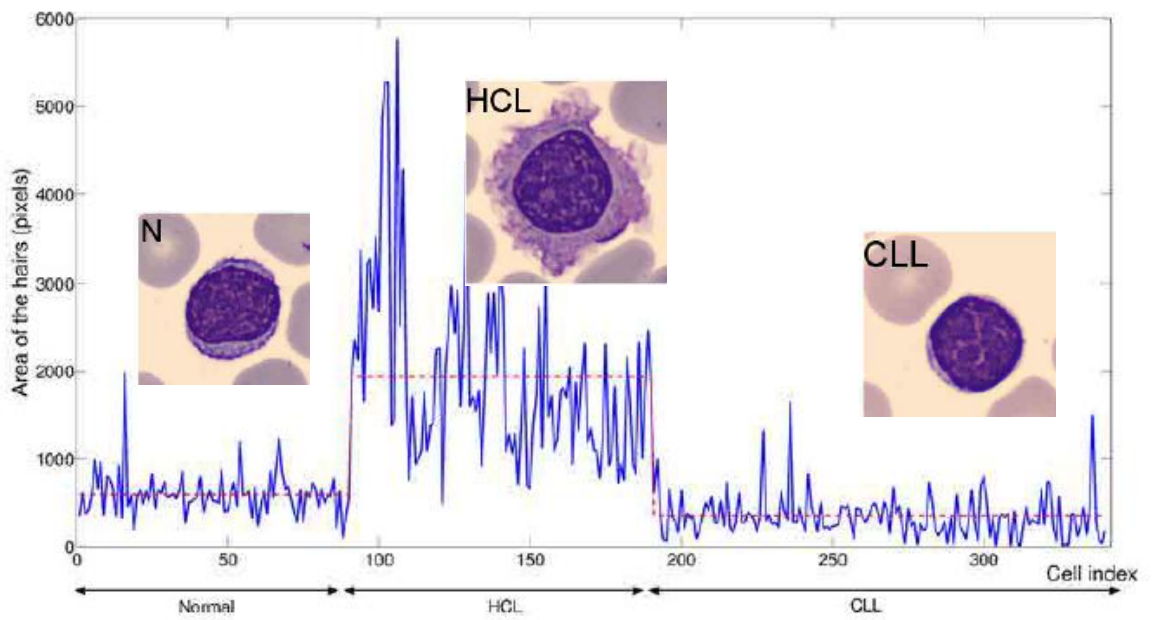 6000
5000
4000
3000
2000
1000
0
Area of the hairs (pixels)
N
HCL
CLL
0 50 100 150 200 250 300
Cell index
Normal HCL CLL